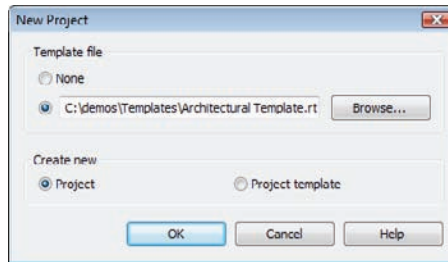 New Project
Template file
None
C:\demos\Templates\Architectural Template.rt
Browse...
Create new
Project
Project template
OK
Cancel
Help